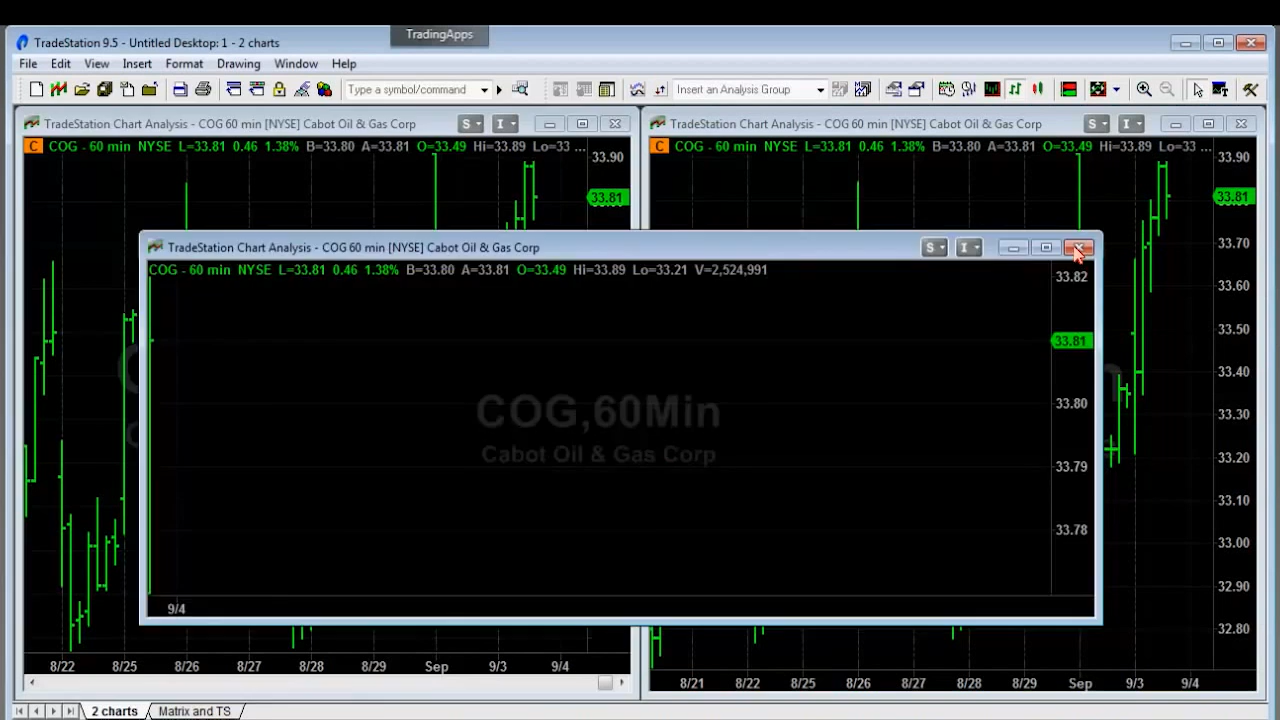 TradingApps
TradeStation 9.5 - Untitled Desktop: 1 - 2 charts
File Edit View Insert Format Drawing Window Help
Type a symbol/command
Insert an Analysis Group
TradeStation Chart Analysis - COG 60 min [NYSE] Cabot Oil & Gas Corp
S I
C COG - 60 min NYSE L=33.81 0.46 1.38% B=33.80 A=33.81 O=33.49 Hi=33.89 Lo=33 ...
33.90
33.81
8/22 8/25 8/26 8/27 8/28 8/29 Sep 9/3 9/4
TradeStation Chart Analysis - COG 60 min [NYSE] Cabot Oil & Gas Corp
S I
C COG - 60 min NYSE L=33.81 0.46 1.38% B=33.80 A=33.81 O=33.49 Hi=33.89 Lo=33 ...
33.90
33.81
33.70
33.60
33.50
33.40
33.30
33.20
33.10
33.00
32.90
32.80
8/21 8/22 8/25 8/26 8/27 8/28 8/29 Sep 9/3 9/4
TradeStation Chart Analysis - COG 60 min [NYSE] Cabot Oil & Gas Corp
S I
COG - 60 min NYSE L=33.81 0.46 1.38% B=33.80 A=33.81 O=33.49 Hi=33.89 Lo=33.21 V=2,524,991
33.82
33.81
33.80
33.79
33.78
COG,60Min
Cabot Oil & Gas Corp
9/4
2 charts Matrix and TS